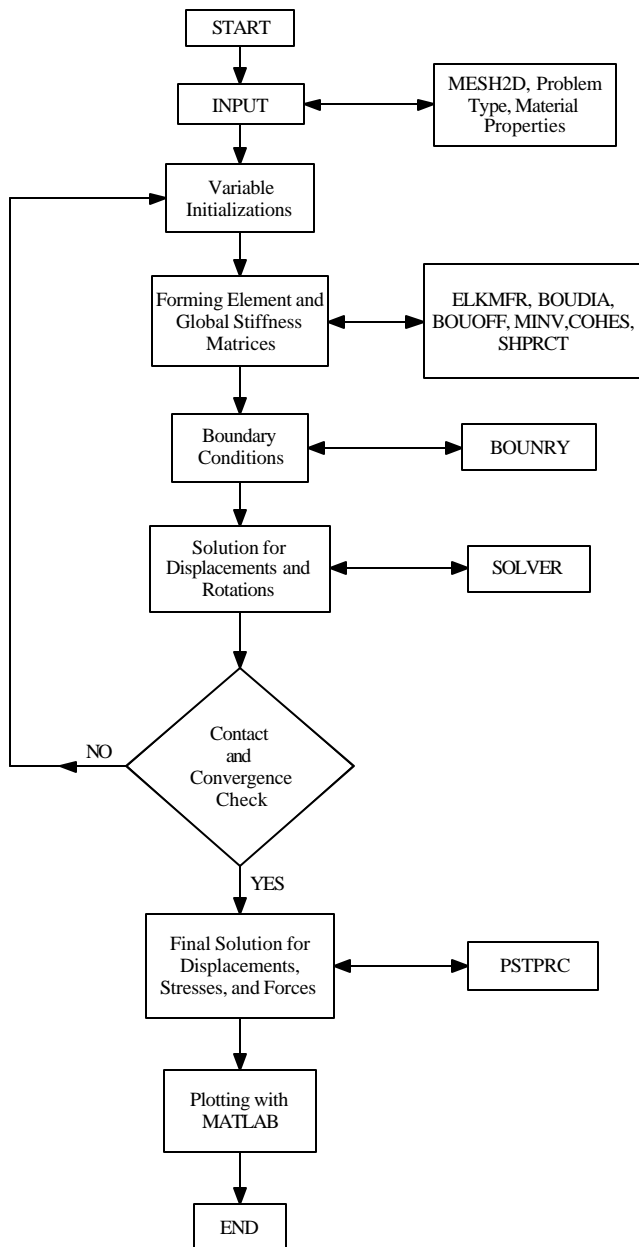 START
INPUT
MESH2D, Problem
Type, Material
Properties
Variable
Initializations
Forming Element and
Global Stiffness
Matrices
ELKMFR, BOUDIA,
BOUOFF, MINV,COHES,
SHPRCT
Boundary
Conditions
BOUNRY
Solution for
Displacements and
Rotations
SOLVER
Contact
and
Convergence
Check
NO
YES
Final Solution for
Displacements,
Stresses, and Forces
PSTPRC
Plotting with
MATLAB
END